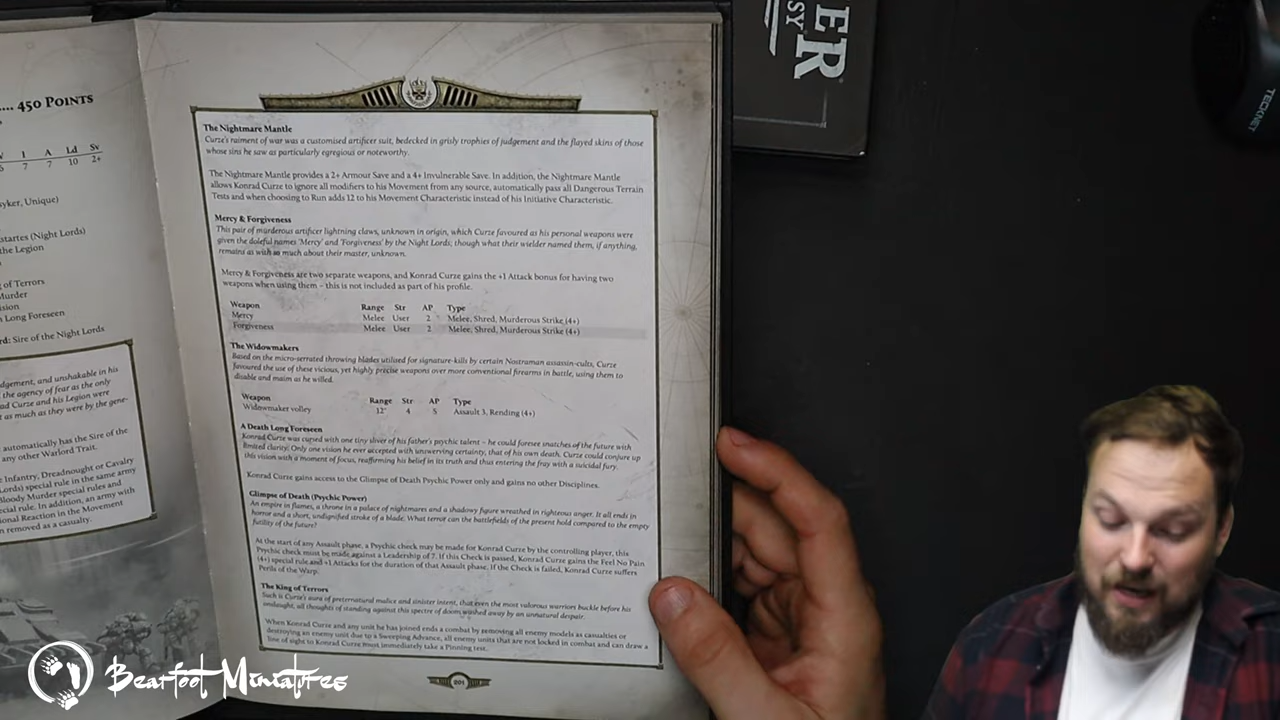 .... 450 POINTS
I A Ld Sv
7 7 10 2+
syker, Unique)
startes (Night Lords)
the Legion
g of Terrors
Murder
ision
h Long Foreseen
rd: Sire of the Night Lords
dgement, and unshakable in his
the agency of fear as the only
ad Curze and his Legion were
t as much as they were by the gene-
automatically has the Sire of the
any other Warlord Trait.
e Infantry, Dreadnought or Cavalry
Lords) special rule in the same army
Bloody Murder special rules and
ecial rule. In addition, an army with
ional Reaction in the Movement
n removed as a casualty.
The Nightmare Mantle
Curze's raiment of war was a customised artificer suit, bedecked in grisly trophies of judgement and the flayed skins of those
whose sins he saw as particularly egregious or noteworthy.
The Nightmare Mantle provides a 2+ Armour Save and a 4+ Invulnerable Save. In addition, the Nightmare Mantle
allows Konrad Curze to ignore all modifiers to his Movement from any source, automatically pass all Dangerous Terrain
Tests and when choosing to Run adds 12 to his Movement Characteristic instead of his Initiative Characteristic.
Mercy & Forgiveness
This pair of murderous artificer lightning claws, unknown in origin, which Curze favoured as his personal weapons were
given the doleful names 'Mercy' and 'Forgiveness' by the Night Lords; though what their wielder named them, if anything,
remains as with so much about their master, unknown.
Mercy & Forgiveness are two separate weapons, and Konrad Curze gains the +1 Attack bonus for having two
weapons when using them – this is not included as part of his profile.
Weapon Range Str AP Type
Mercy Melee User 2 Melee, Shred, Murderous Strike (4+)
Forgiveness Melee User 2 Melee, Shred, Murderous Strike (4+)
The Widowmakers
Based on the micro-serrated throwing blades utilised for signature-kills by certain Nostraman assassin-cults, Curze
favoured the use of these vicious, yet highly precise weapons over more conventional firearms in battle, using them to
disable and maim as he willed.
Weapon Range Str AP Type
Widowmaker volley 12" 4 5 Assault 3, Rending (4+)
A Death Long Foreseen
Konrad Curze was cursed with one tiny sliver of his father's psychic talent – he could foresee snatches of the future with
limited clarity. Only one vision he ever accepted with unswerving certainty, that of his own death. Curze could conjure up
this vision with a moment of focus, reaffirming his belief in its truth and thus entering the fray with a suicidal fury.
Konrad Curze gains access to the Glimpse of Death Psychic Power only and gains no other Disciplines.
Glimpse of Death (Psychic Power)
An empire in flames, a throne in a palace of nightmares and a shadowy figure wreathed in righteous anger. It all ends in
horror and a short, undignified stroke of a blade. What terror can the battlefields of the present hold compared to the empty
futility of the future?
At the start of any Assault phase, a Psychic check may be made for Konrad Curze by the controlling player, this
Psychic check must be made against a Leadership of 7. If this Check is passed, Konrad Curze gains the Feel No Pain
(4+) special rule and +1 Attacks for the duration of that Assault phase. If the Check is failed, Konrad Curze suffers
Perils of the Warp.
The King of Terrors
Such is Curze's aura of preternatural malice and sinister intent, that even the most valorous warriors buckle before his
onslaught, all thoughts of standing against this spectre of doom washed away by an unnatural despair.
When Konrad Curze and any unit he has joined ends a combat by removing all enemy models as casualties or
destroying an enemy unit due to a Sweeping Advance, all enemy units that are not locked in combat and can draw a
line of sight to Konrad Curze must immediately take a Pinning test.
ER
SY
TECKNET
Bearfoot Miniatures